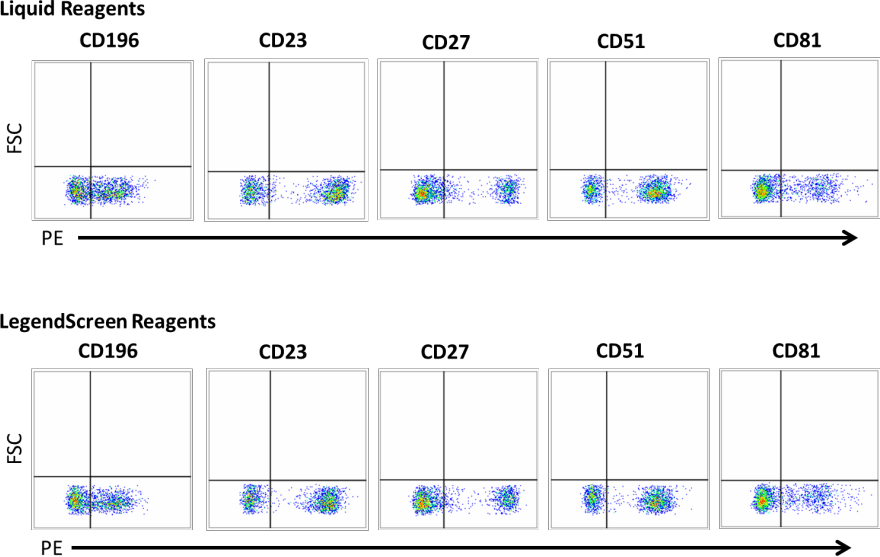 Liquid Reagents
CD196 CD23 CD27 CD51 CD81
FSC
PE
LegendScreen Reagents
CD196 CD23 CD27 CD51 CD81
FSC
PE